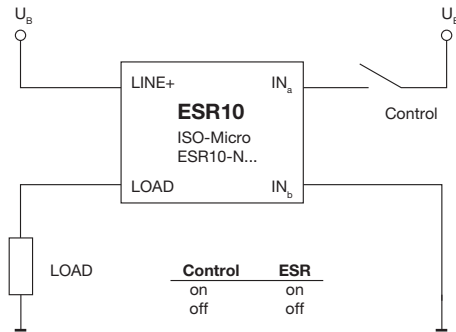 U_B U_B
LINE+ IN_a
ESR10
ISO-Micro
ESR10-N...
Control
LOAD IN_b
LOAD
Control ESR
on on
off off